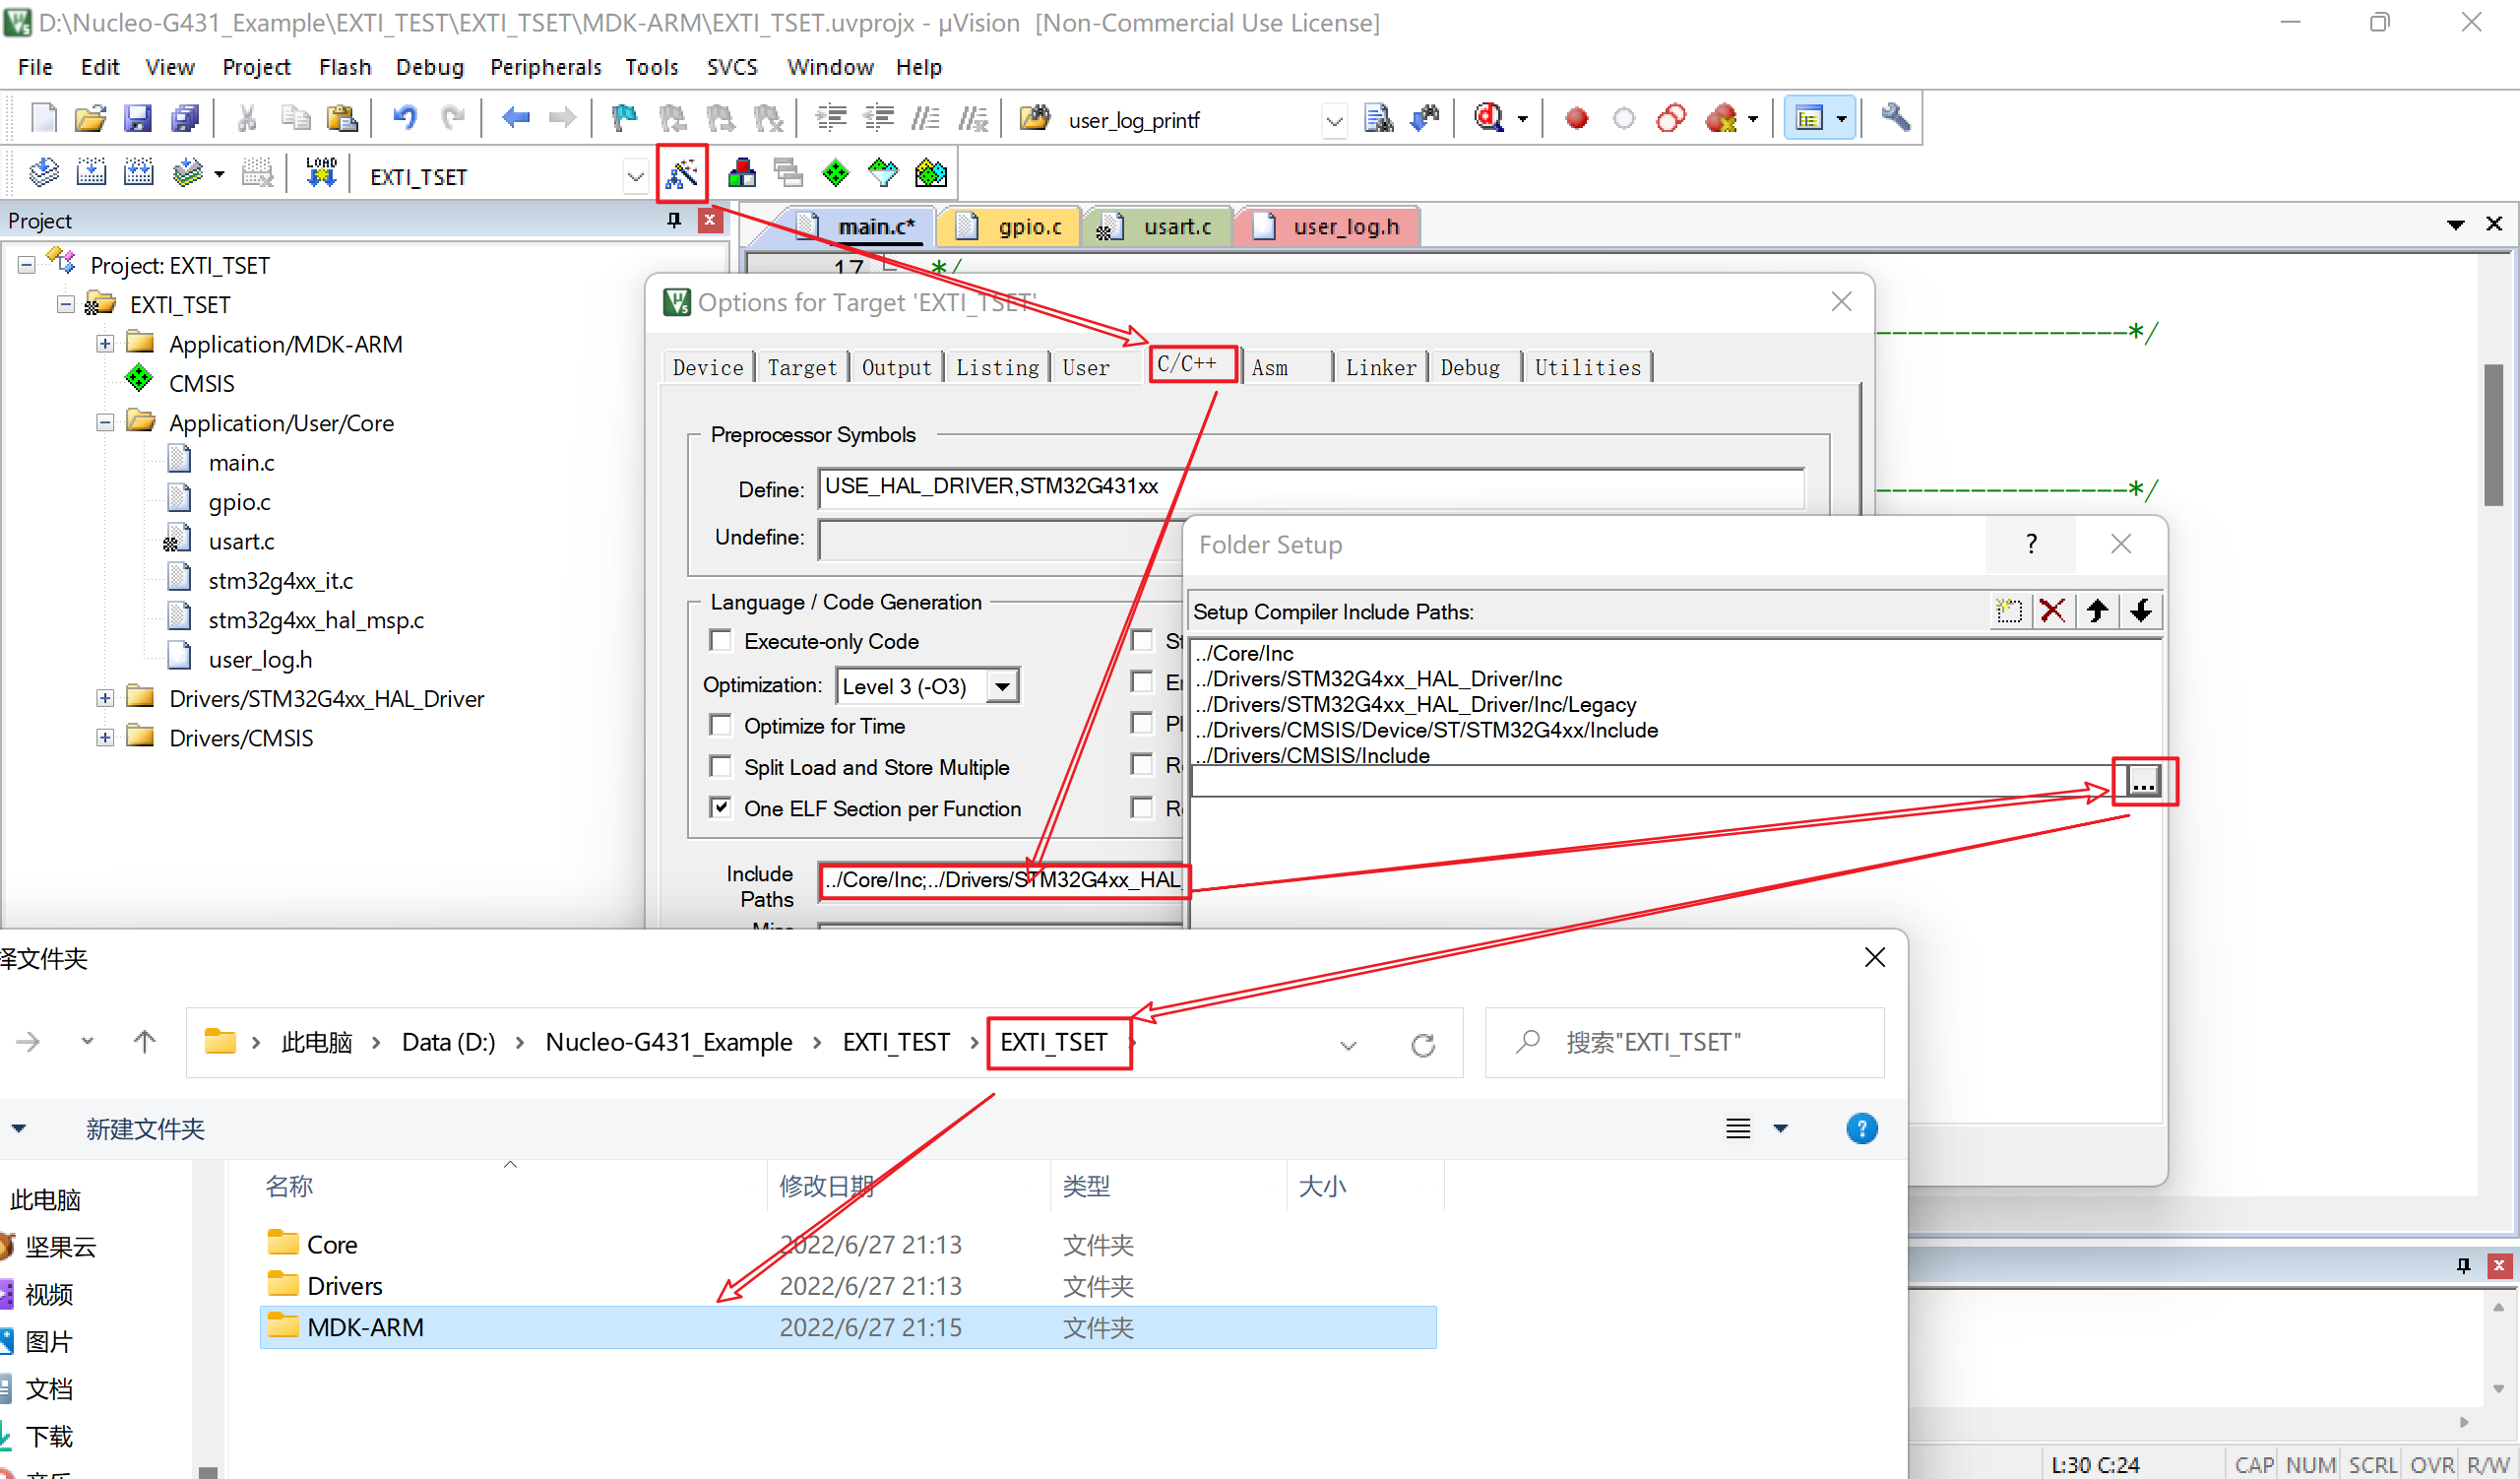 D:\Nucleo-G431_Example\EXTI_TEST\EXTI_TSET\MDK-ARM\EXTI_TSET.uvprojx - µVision [Non-Commercial Use License]
File Edit View Project Flash Debug Peripherals Tools SVCS Window Help
user_log_printf
LOAD
EXTI_TSET
Project
main.c* gpio.c usart.c user_log.h
Project: EXTI_TSET
EXTI_TSET
Application/MDK-ARM
CMSIS
Application/User/Core
main.c
gpio.c
usart.c
stm32g4xx_it.c
stm32g4xx_hal_msp.c
user_log.h
Drivers/STM32G4xx_HAL_Driver
Drivers/CMSIS
17 */
----------------*/
----------------*/
Options for Target 'EXTI_TSET'
Device Target Output Listing User C/C++ Asm Linker Debug Utilities
Preprocessor Symbols
Define: USE_HAL_DRIVER,STM32G431xx
Undefine:
Language / Code Generation
Execute-only Code
Optimization: Level 3 (-O3)
Optimize for Time
Split Load and Store Multiple
One ELF Section per Function
Include
Paths
../Core/Inc;../Drivers/STM32G4xx_HAL_
Folder Setup ?
Setup Compiler Include Paths:
../Core/Inc
../Drivers/STM32G4xx_HAL_Driver/Inc
../Drivers/STM32G4xx_HAL_Driver/Inc/Legacy
../Drivers/CMSIS/Device/ST/STM32G4xx/Include
../Drivers/CMSIS/Include
...
择文件夹
此电脑 › Data (D:) › Nucleo-G431_Example › EXTI_TEST › EXTI_TSET ›
搜索"EXTI_TSET"
新建文件夹
名称 修改日期 类型 大小
Core 2022/6/27 21:13 文件夹
Drivers 2022/6/27 21:13 文件夹
MDK-ARM 2022/6/27 21:15 文件夹
此电脑
坚果云
视频
图片
文档
下载
L:30 C:24 CAP NUM SCRL OVR R/W